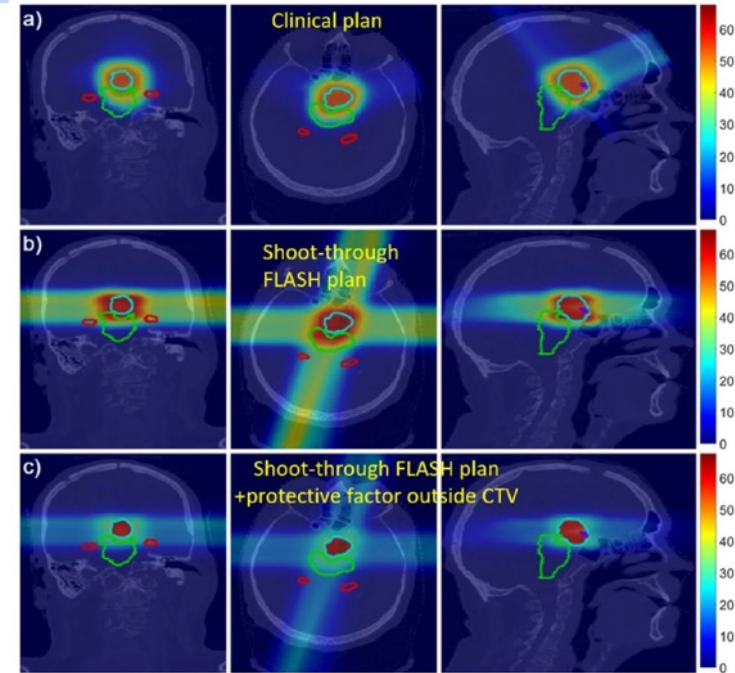 a)
Clinical plan
60
50
40
30
20
10
0
b)
Shoot-through
FLASH plan
60
50
40
30
20
10
0
c)
Shoot-through FLASH plan
+protective factor outside CTV
60
50
40
30
20
10
0